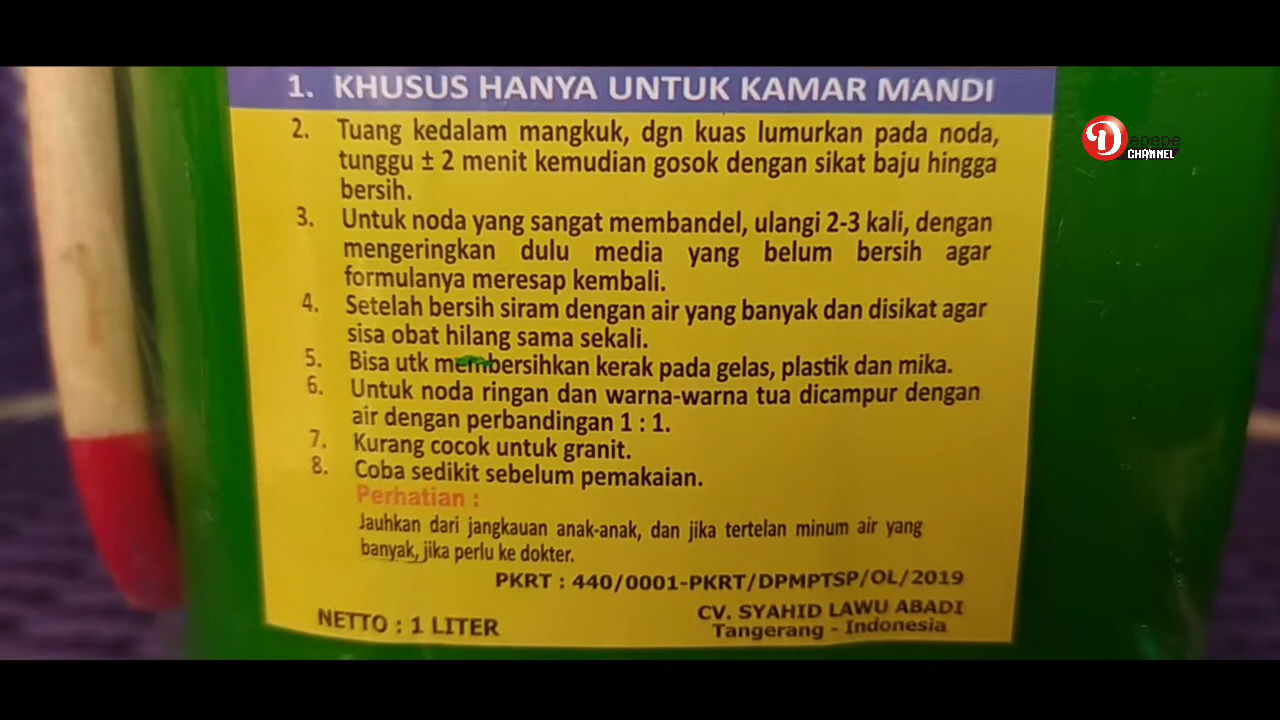 1. KHUSUS HANYA UNTUK KAMAR MANDI
2. Tuang kedalam mangkuk, dgn kuas lumurkan pada noda,
tunggu ± 2 menit kemudian gosok dengan sikat baju hingga
bersih.
3. Untuk noda yang sangat membandel, ulangi 2-3 kali, dengan
mengeringkan dulu media yang belum bersih agar
formulanya meresap kembali.
4. Setelah bersih siram dengan air yang banyak dan disikat agar
sisa obat hilang sama sekali.
5. Bisa utk membersihkan kerak pada gelas, plastik dan mika.
6. Untuk noda ringan dan warna-warna tua dicampur dengan
air dengan perbandingan 1 : 1.
7. Kurang cocok untuk granit.
8. Coba sedikit sebelum pemakaian.
Perhatian :
Jauhkan dari jangkauan anak-anak, dan jika tertelan minum air yang
banyak, jika perlu ke dokter.
PKRT : 440/0001-PKRT/DPMPTSP/OL/2019
NETTO : 1 LITER
CV. SYAHID LAWU ABADI
Tangerang - Indonesia
Depepe
CHANNEL